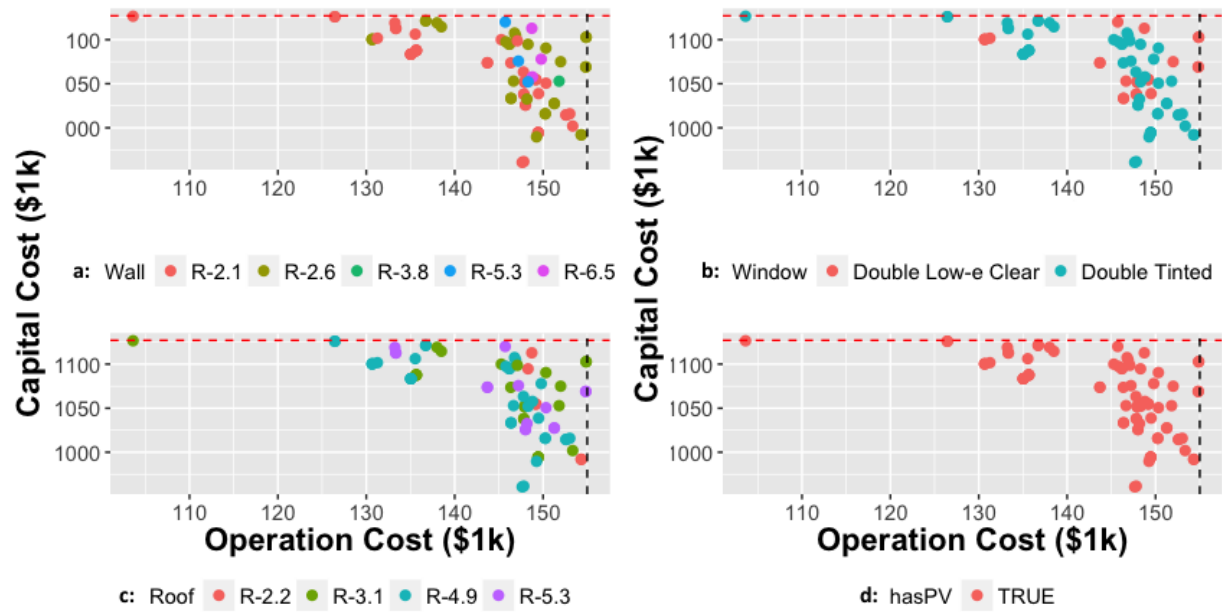 100
050
000
110 120 130 140 150
Capital Cost ($1k)
a: Wall R-2.1 R-2.6 R-3.8 R-5.3 R-6.5
1100
1050
1000
110 120 130 140 150
Capital Cost ($1k)
b: Window Double Low-e Clear Double Tinted
1100
1050
1000
110 120 130 140 150
Operation Cost ($1k)
c: Roof R-2.2 R-3.1 R-4.9 R-5.3
1100
1050
1000
110 120 130 140 150
Operation Cost ($1k)
d: hasPV TRUE